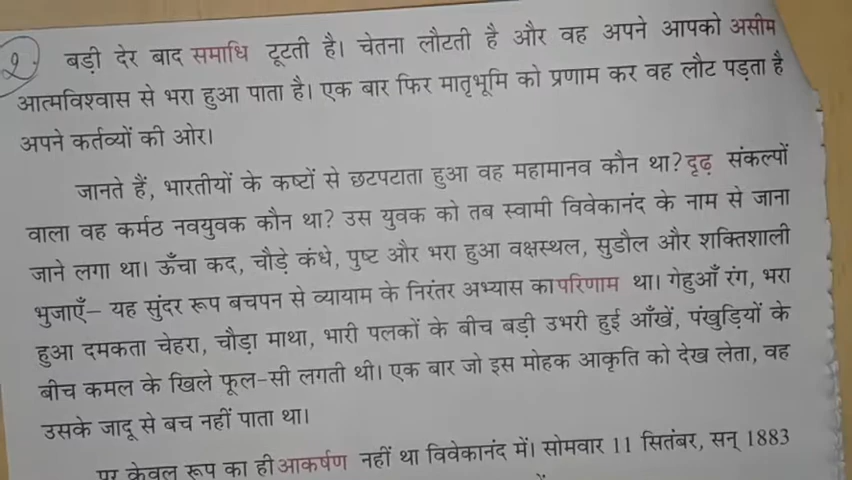 2.
बड़ी देर बाद समाधि टूटती है। चेतना लौटती है और वह अपने आपको असीम
आत्मविश्वास से भरा हुआ पाता है। एक बार फिर मातृभूमि को प्रणाम कर वह लौट पड़ता है
अपने कर्तव्यों की ओर।
जानते हैं, भारतीयों के कष्टों से छटपटाता हुआ वह महामानव कौन था? दृढ़ संकल्पों
वाला वह कर्मठ नवयुवक कौन था? उस युवक को तब स्वामी विवेकानंद के नाम से जाना
जाने लगा था। ऊँचा कद, चौड़े कंधे, पुष्ट और भरा हुआ वक्षस्थल, सुडौल और शक्तिशाली
भुजाएँ– यह सुंदर रूप बचपन से व्यायाम के निरंतर अभ्यास का परिणाम था। गेहुआँ रंग, भरा
हुआ दमकता चेहरा, चौड़ा माथा, भारी पलकों के बीच बड़ी उभरी हुई आँखें, पंखुड़ियों के
बीच कमल के खिले फूल-सी लगती थी। एक बार जो इस मोहक आकृति को देख लेता, वह
उसके जादू से बच नहीं पाता था।
पर केवल रूप का ही आकर्षण नहीं था विवेकानंद में। सोमवार 11 सितंबर, सन् 1883